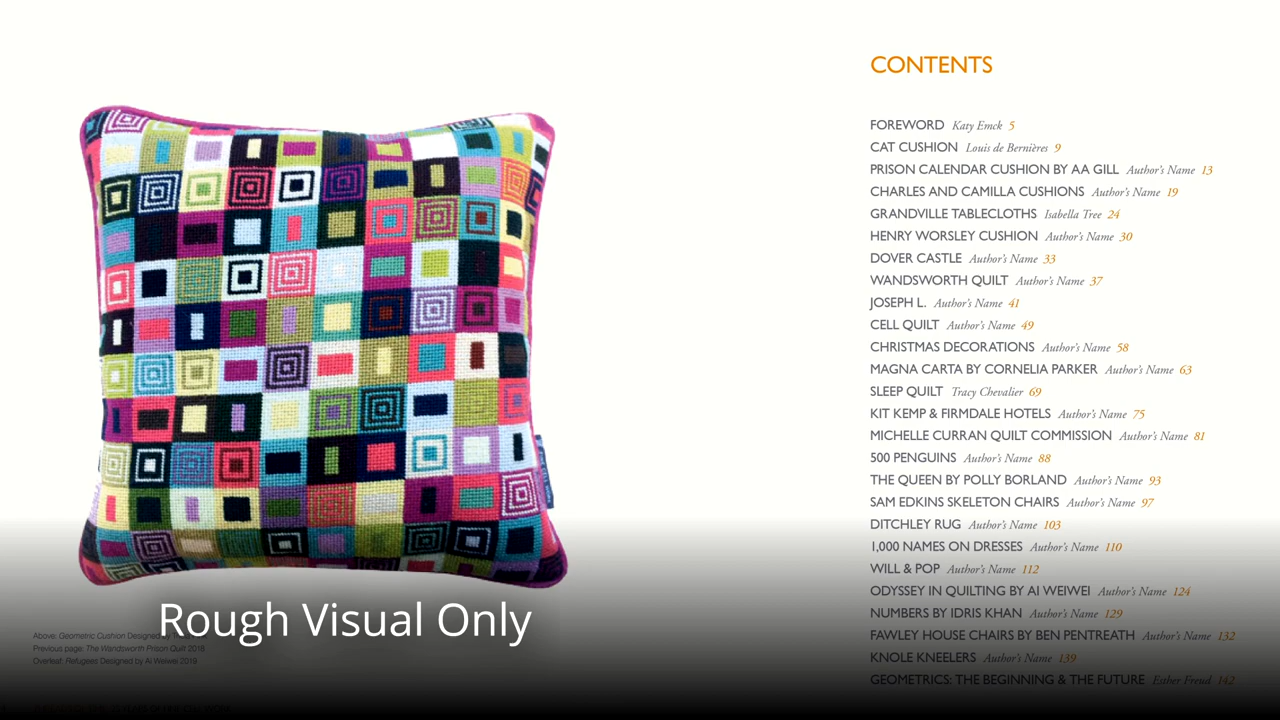 CONTENTS
FOREWORD Katy Emck 5
CAT CUSHION Louis de Bernières 9
PRISON CALENDAR CUSHION BY AA GILL Author's Name 13
CHARLES AND CAMILLA CUSHIONS Author's Name 19
GRANDVILLE TABLECLOTHS Isabella Tree 24
HENRY WORSLEY CUSHION Author's Name 30
DOVER CASTLE Author's Name 33
WANDSWORTH QUILT Author's Name 37
JOSEPH L. Author's Name 41
CELL QUILT Author's Name 49
CHRISTMAS DECORATIONS Author's Name 58
MAGNA CARTA BY CORNELIA PARKER Author's Name 63
SLEEP QUILT Tracy Chevalier 69
KIT KEMP & FIRMDALE HOTELS Author's Name 75
MICHELLE CURRAN QUILT COMMISSION Author's Name 81
500 PENGUINS Author's Name 88
THE QUEEN BY POLLY BORLAND Author's Name 93
SAM EDKINS SKELETON CHAIRS Author's Name 97
DITCHLEY RUG Author's Name 103
1,000 NAMES ON DRESSES Author's Name 110
WILL & POP Author's Name 112
ODYSSEY IN QUILTING BY AI WEIWEI Author's Name 124
NUMBERS BY IDRIS KHAN Author's Name 129
FAWLEY HOUSE CHAIRS BY BEN PENTREATH Author's Name 132
KNOLE KNEELERS Author's Name 139
GEOMETRICS: THE BEGINNING & THE FUTURE Esther Freud 142
Rough Visual Only
Above: Geometric Cushion Designed by
Previous page: The Wandsworth Prison Quilt 2018
Overleaf: Refugees Designed by Ai Weiwei 2019